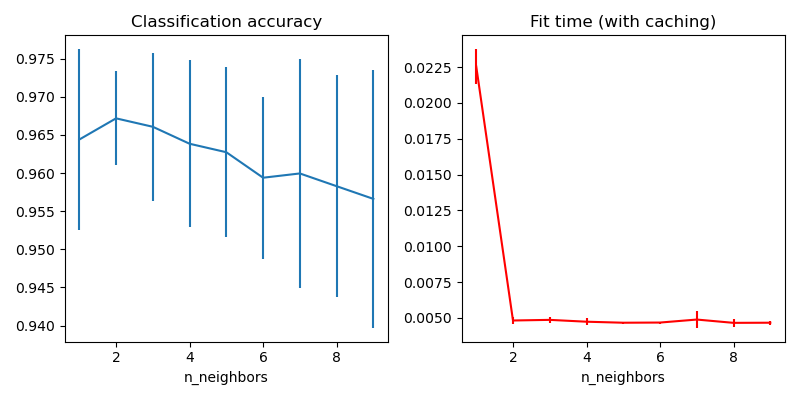 Classification accuracy
0.975
0.970
0.965
0.960
0.955
0.950
0.945
0.940
2 4 6 8
n_neighbors
Fit time (with caching)
0.0225
0.0200
0.0175
0.0150
0.0125
0.0100
0.0075
0.0050
2 4 6 8
n_neighbors